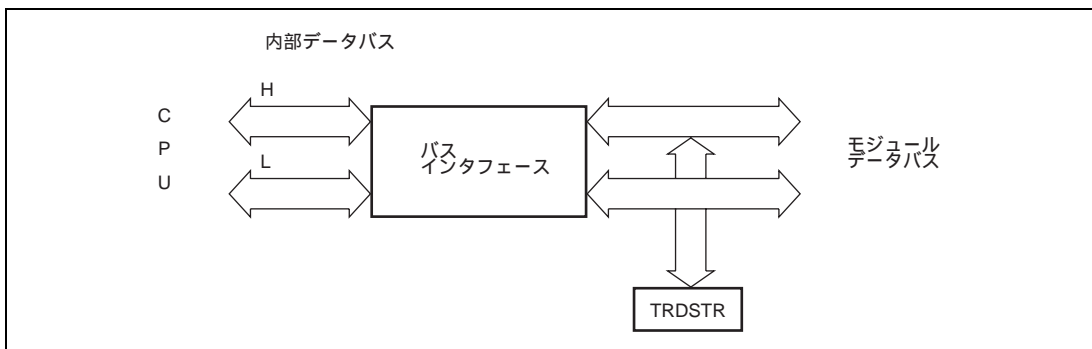 内部データバス
H
C
P
U
L
バス
インタフェース
モジュール
データバス
TRDSTR